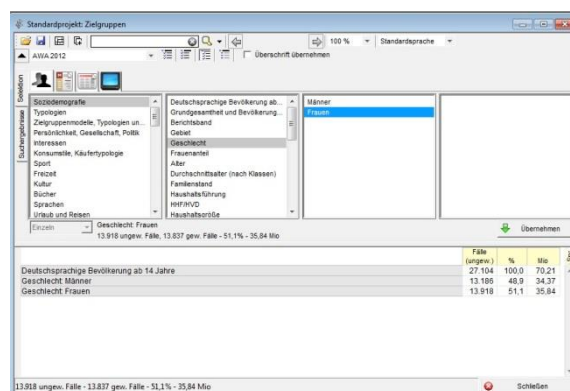 Standardprojekt: Zielgruppen
100 % Standardsprache
AWA 2012 Überschrift übernehmen
Selektion
Suchergebnisse
Soziodemografie
Typologien
Zielgruppenmodelle, Typologien un...
Persönlichkeit, Gesellschaft, Politik
Interessen
Konsumstile, Käufertypologie
Sport
Freizeit
Kultur
Bücher
Sprachen
Urlaub und Reisen
Deutschsprachige Bevölkerung ab...
Grundgesamtheit und Bevölkerung...
Berichtsband
Gebiet
Geschlecht
Frauenanteil
Alter
Durchschnittsalter (nach Klassen)
Familienstand
Haushaltsführung
HHF/HVD
Haushaltsgröße
Männer
Frauen
Einzeln
Geschlecht: Frauen
13.918 ungew. Fälle, 13.837 gew. Fälle - 51,1% - 35,84 Mio
Übernehmen
Fälle (ungew.) % Mio
Deutschsprachige Bevölkerung ab 14 Jahre 27.104 100,0 70,21
Geschlecht: Männer 13.186 48,9 34,37
Geschlecht: Frauen 13.918 51,1 35,84
13.918 ungew. Fälle - 13.837 gew. Fälle - 51,1% - 35,84 Mio
Schließen